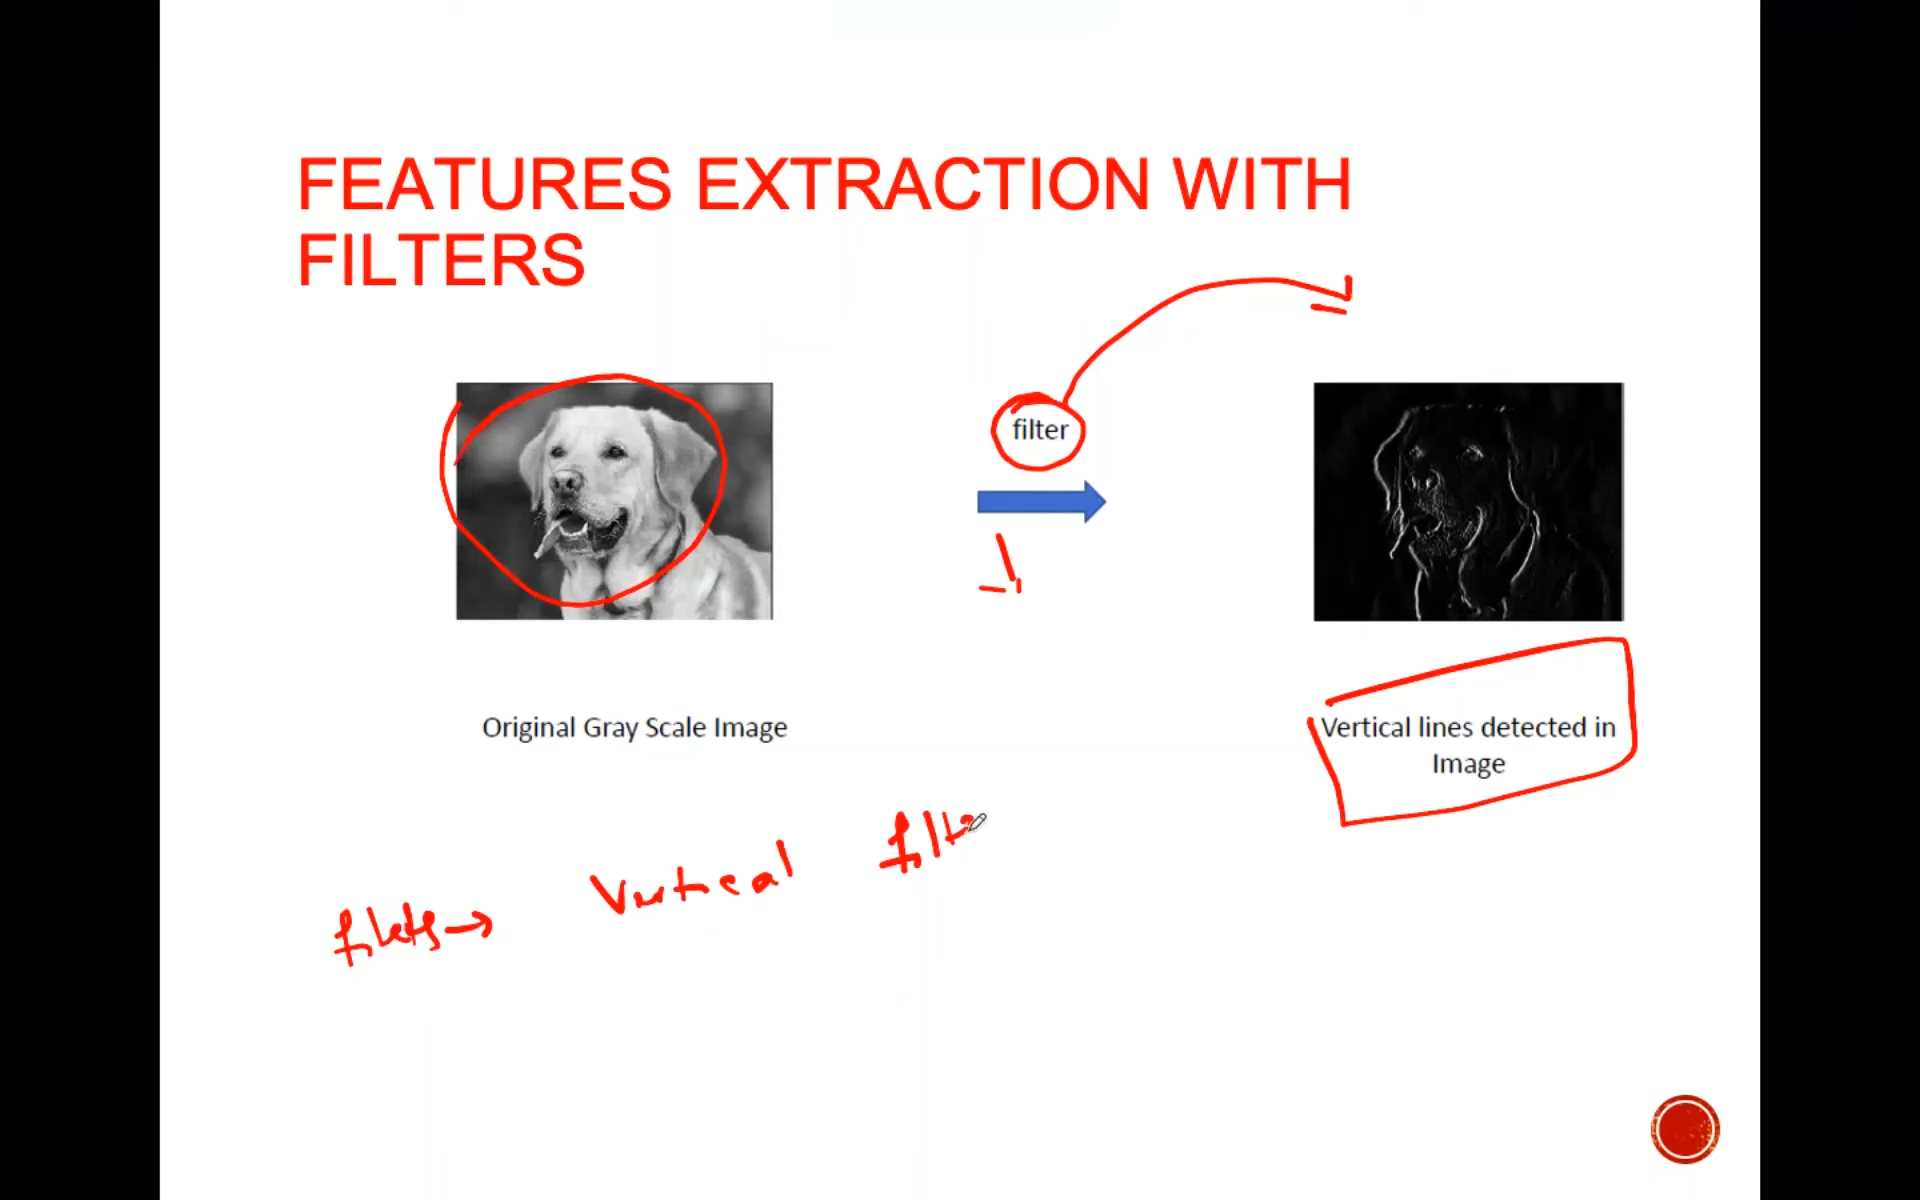 FEATURES EXTRACTION WITH
FILTERS
filter
Original Gray Scale Image
Vertical lines detected in
Image
Vertical